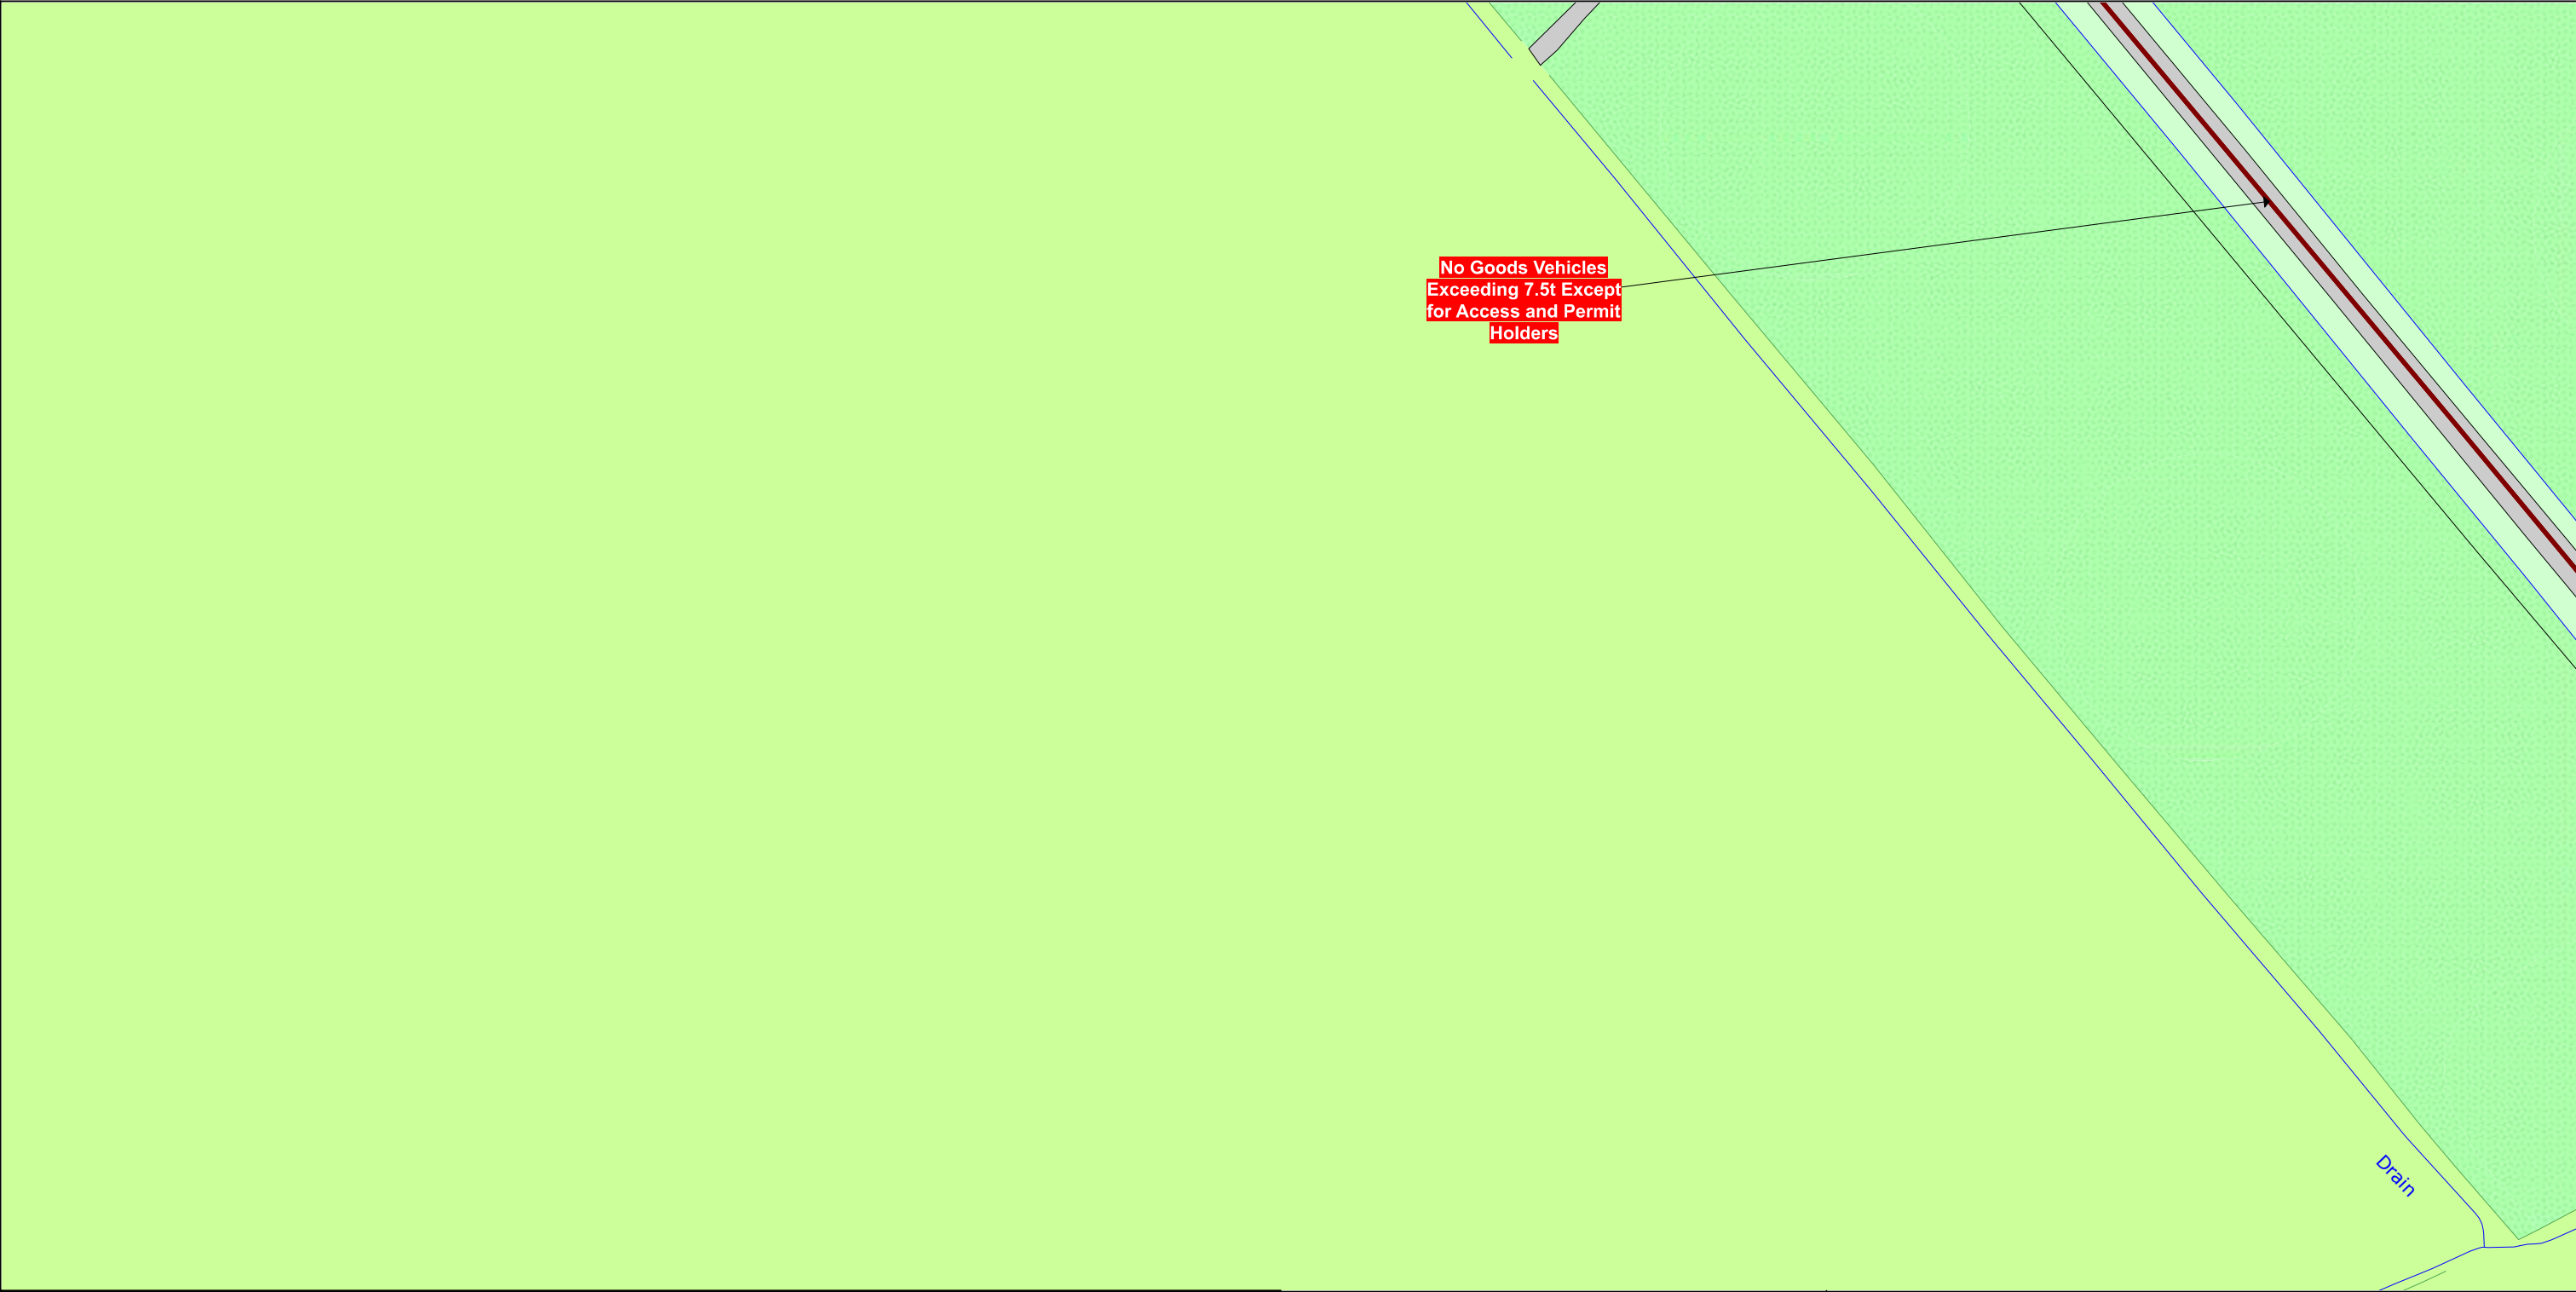 No Goods Vehicles
Exceeding 7.5t Except
for Access and Permit
Holders
Drain